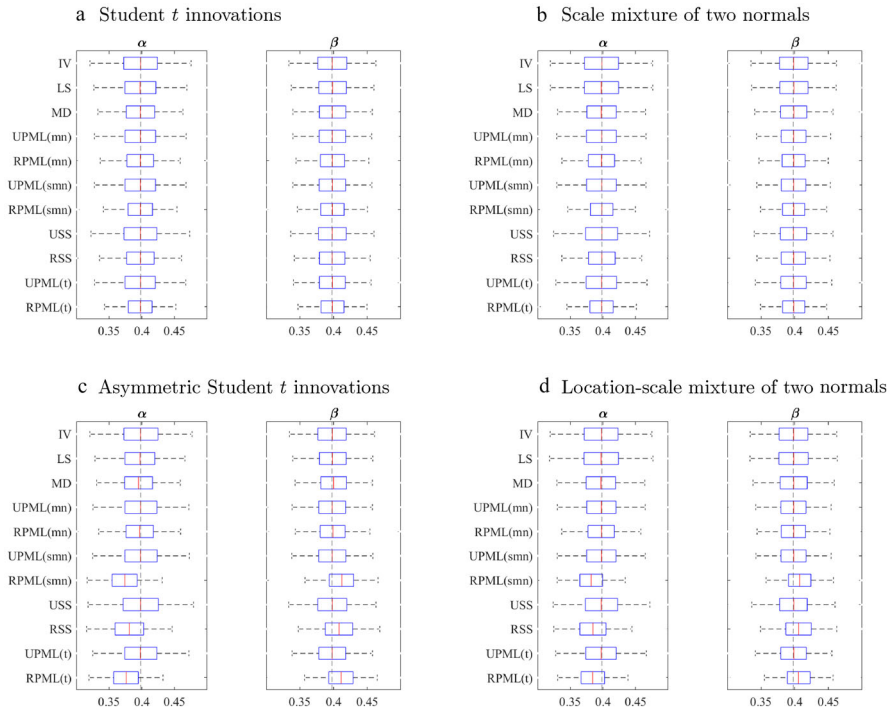 a Student t innovations
α
β
IV
LS
MD
UPML(mn)
RPML(mn)
UPML(smn)
RPML(smn)
USS
RSS
UPML(t)
RPML(t)
0.35 0.4 0.45
0.35 0.4 0.45
b Scale mixture of two normals
α
β
IV
LS
MD
UPML(mn)
RPML(mn)
UPML(smn)
RPML(smn)
USS
RSS
UPML(t)
RPML(t)
0.35 0.4 0.45
0.35 0.4 0.45
c Asymmetric Student t innovations
α
β
IV
LS
MD
UPML(mn)
RPML(mn)
UPML(smn)
RPML(smn)
USS
RSS
UPML(t)
RPML(t)
0.35 0.4 0.45
0.35 0.4 0.45
d Location-scale mixture of two normals
α
β
IV
LS
MD
UPML(mn)
RPML(mn)
UPML(smn)
RPML(smn)
USS
RSS
UPML(t)
RPML(t)
0.35 0.4 0.45
0.35 0.4 0.45